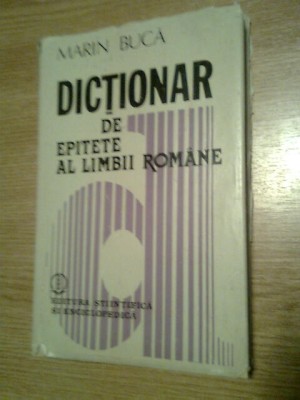 MARIN BUCĂ
DICȚIONAR
DE
EPITETE
AL LIMBII ROMÂNE
EDITURA ȘTIINȚIFICĂ
ȘI ENCICLOPEDICĂ